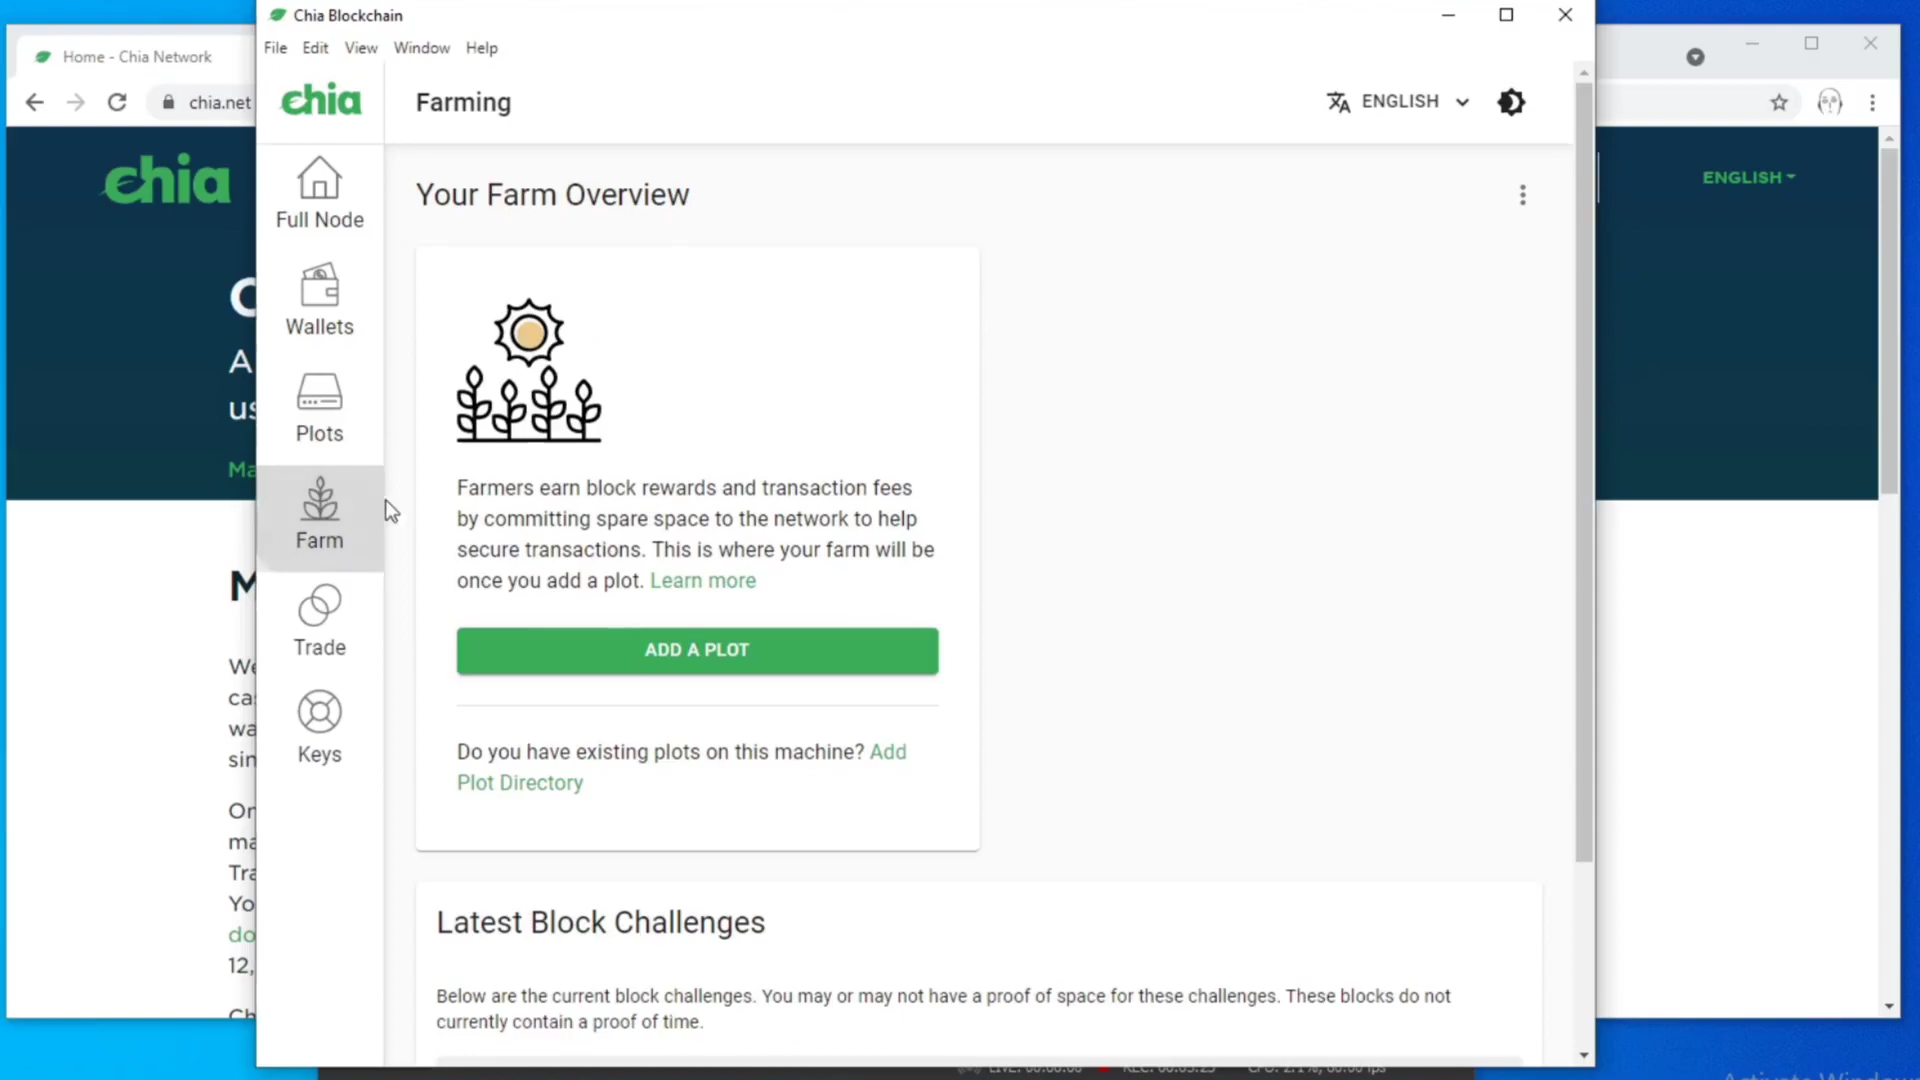 Chia Blockchain
File Edit View Window Help
Home - Chia Network
chia.net
chia
Farming
ENGLISH
chia
ENGLISH
Full Node
Wallets
Plots
Farm
Trade
Keys
Your Farm Overview
Farmers earn block rewards and transaction fees
by committing spare space to the network to help
secure transactions. This is where your farm will be
once you add a plot. Learn more
ADD A PLOT
Do you have existing plots on this machine? Add
Plot Directory
Latest Block Challenges
Below are the current block challenges. You may or may not have a proof of space for these challenges. These blocks do not
currently contain a proof of time.